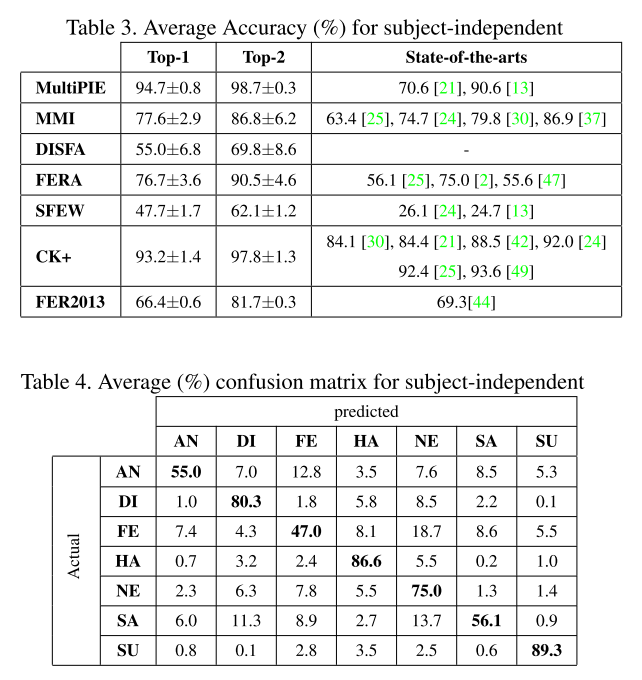 Table 3. Average Accuracy (%) for subject-independent
Top-1 Top-2 State-of-the-arts
MultiPIE 94.7±0.8 98.7±0.3 70.6 [21], 90.6 [13]
MMI 77.6±2.9 86.8±6.2 63.4 [25], 74.7 [24], 79.8 [30], 86.9 [37]
DISFA 55.0±6.8 69.8±8.6 -
FERA 76.7±3.6 90.5±4.6 56.1 [25], 75.0 [2], 55.6 [47]
SFEW 47.7±1.7 62.1±1.2 26.1 [24], 24.7 [13]
CK+ 93.2±1.4 97.8±1.3 84.1 [30], 84.4 [21], 88.5 [42], 92.0 [24]
92.4 [25], 93.6 [49]
FER2013 66.4±0.6 81.7±0.3 69.3[44]
Table 4. Average (%) confusion matrix for subject-independent
predicted
AN DI FE HA NE SA SU
Actual
AN 55.0 7.0 12.8 3.5 7.6 8.5 5.3
DI 1.0 80.3 1.8 5.8 8.5 2.2 0.1
FE 7.4 4.3 47.0 8.1 18.7 8.6 5.5
HA 0.7 3.2 2.4 86.6 5.5 0.2 1.0
NE 2.3 6.3 7.8 5.5 75.0 1.3 1.4
SA 6.0 11.3 8.9 2.7 13.7 56.1 0.9
SU 0.8 0.1 2.8 3.5 2.5 0.6 89.3